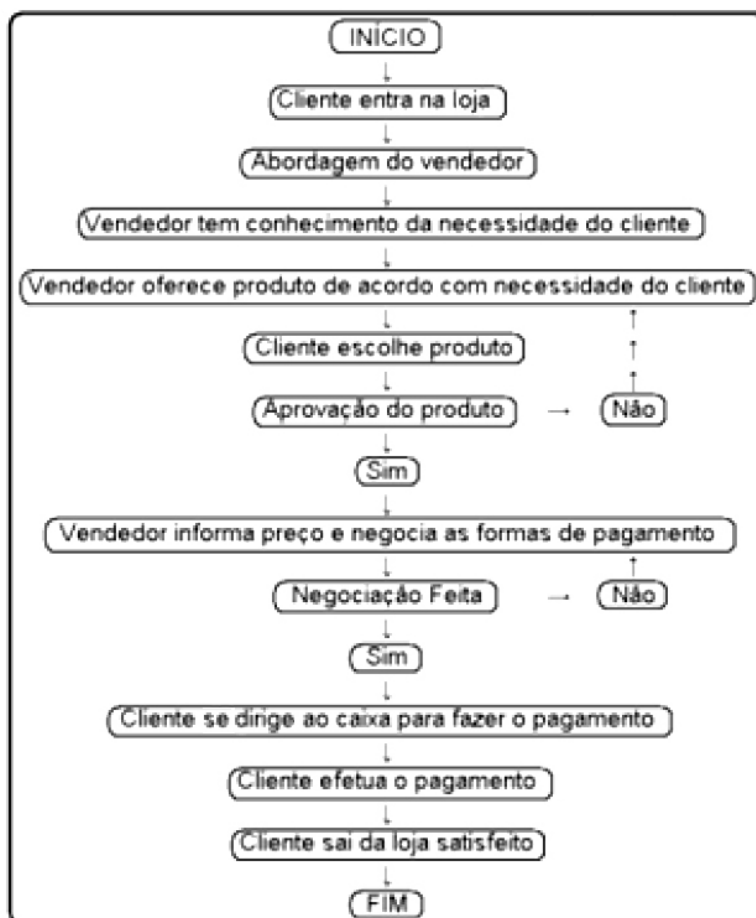 INÍCIO
Cliente entra na loja
Abordagem do vendedor
Vendedor tem conhecimento da necessidade do cliente
Vendedor oferece produto de acordo com necessidade do cliente
Cliente escolhe produto
Aprovação do produto → Não
Sim
Vendedor informa preço e negocia as formas de pagamento
Negociação Feita → Não
Sim
Cliente se dirige ao caixa para fazer o pagamento
Cliente efetua o pagamento
Cliente sai da loja satisfeito
FIM